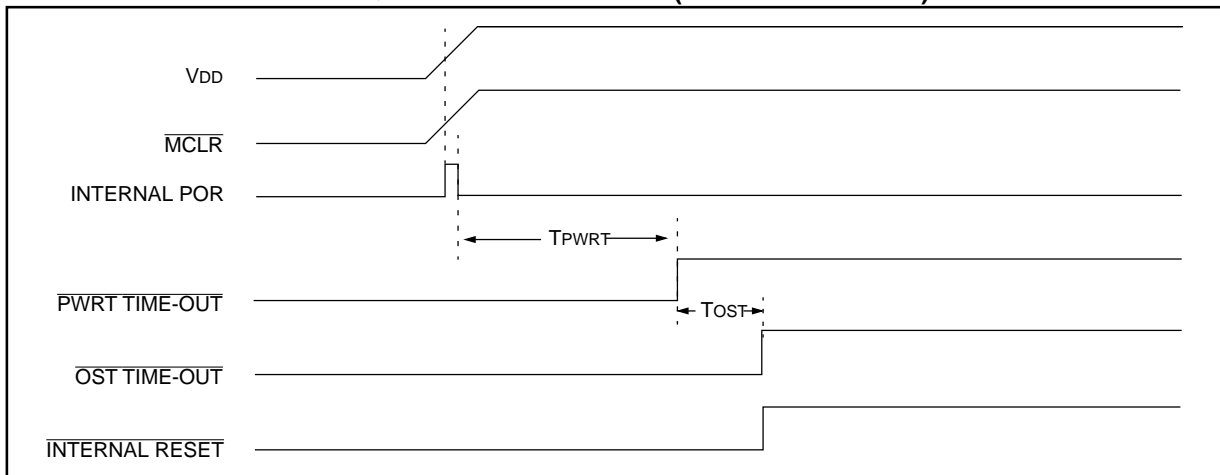 VDD
MCLR
INTERNAL POR
TPWRT
PWRT TIME-OUT
TOST
OST TIME-OUT
INTERNAL RESET